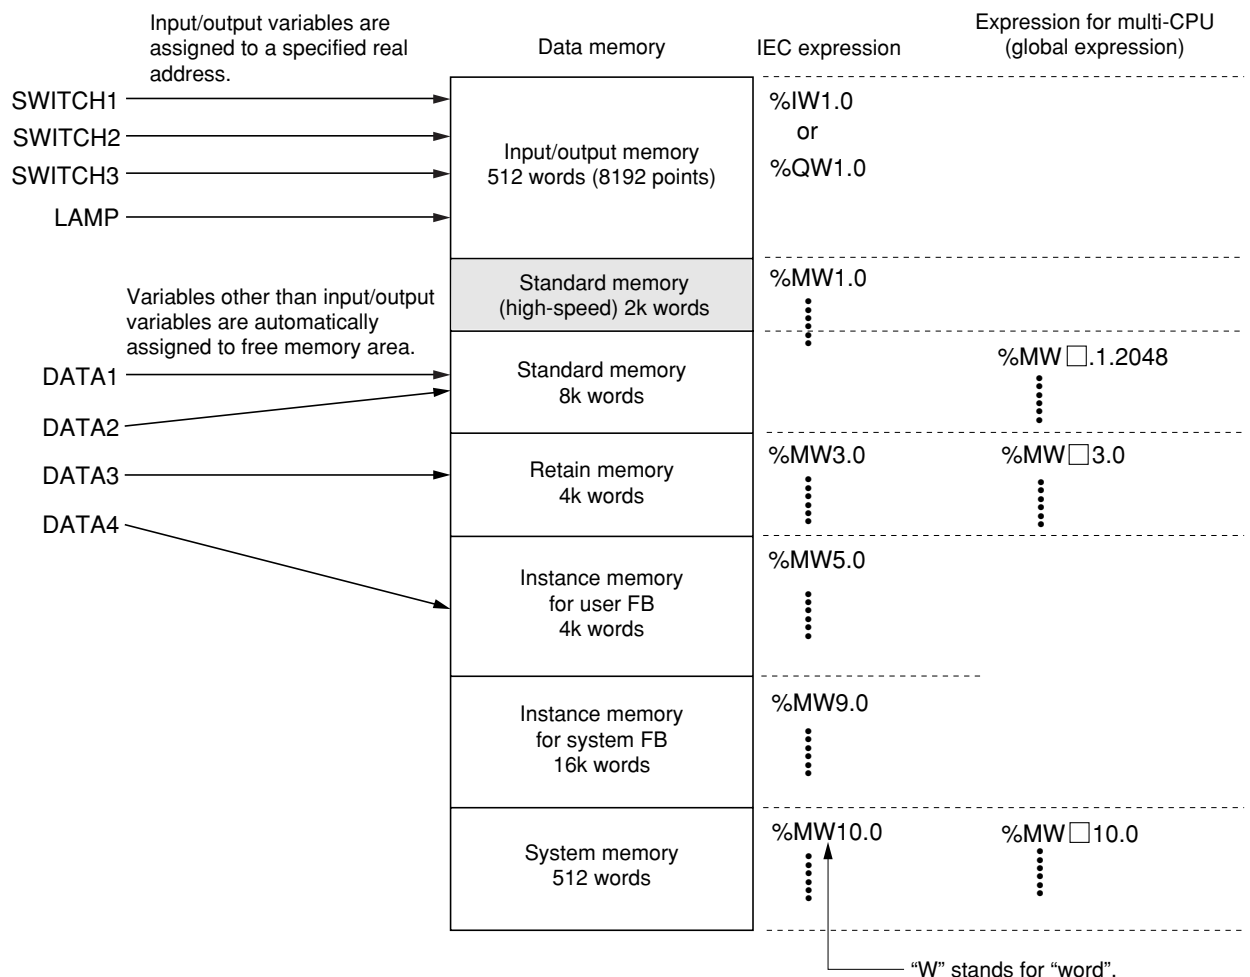 Input/output variables are
assigned to a specified real
address.
Data memory
IEC expression
Expression for multi-CPU
(global expression)
SWITCH1
SWITCH2
SWITCH3
LAMP
Input/output memory
512 words (8192 points)
%IW1.0
or
%QW1.0
Variables other than input/output
variables are automatically
assigned to free memory area.
Standard memory
(high-speed) 2k words
%MW1.0
DATA1
DATA2
DATA3
DATA4
Standard memory
8k words
%MW□.1.2048
Retain memory
4k words
%MW3.0
%MW□3.0
Instance memory
for user FB
4k words
%MW5.0
Instance memory
for system FB
16k words
%MW9.0
System memory
512 words
%MW10.0
%MW□10.0
“W” stands for “word”.